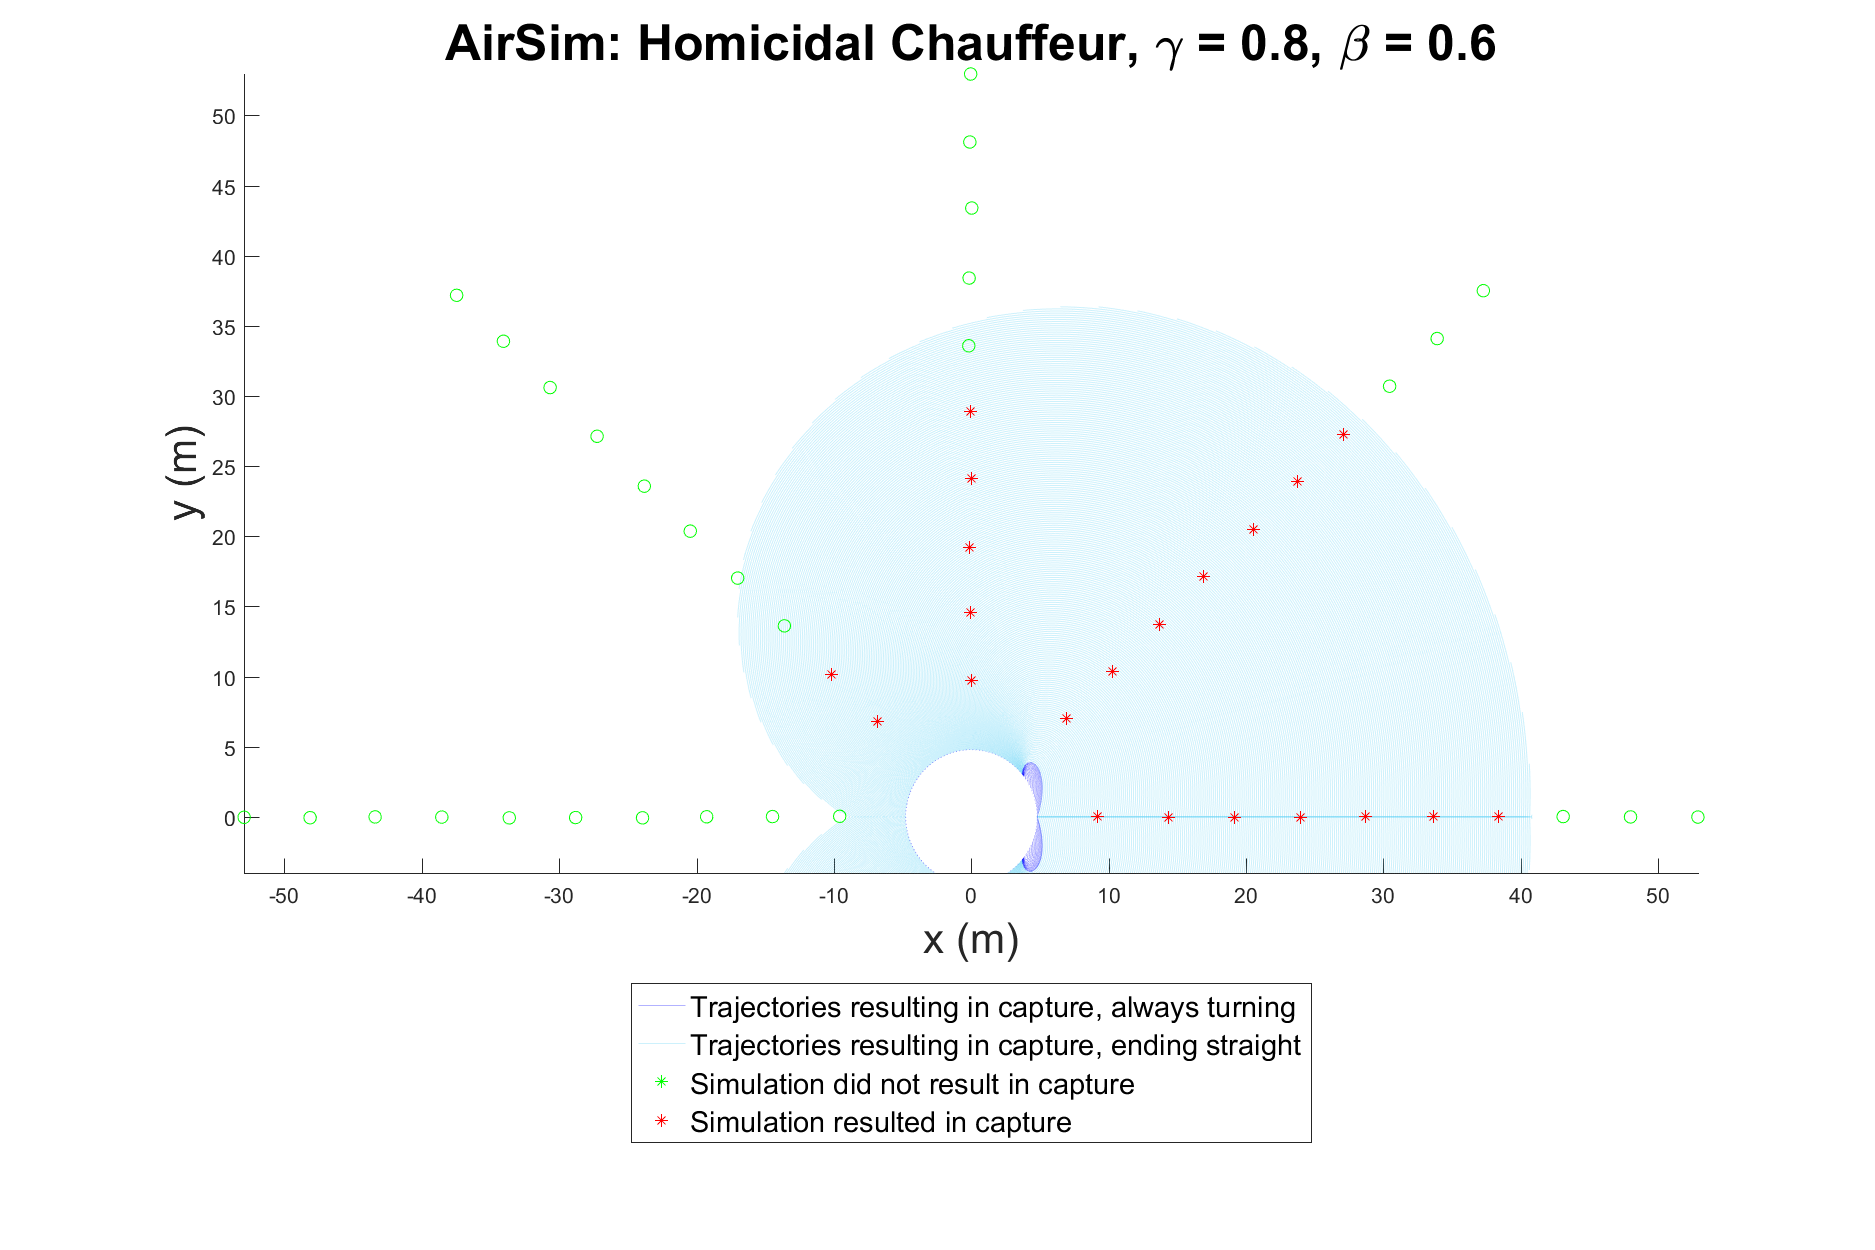 AirSim: Homicidal Chauffeur, γ = 0.8, β = 0.6
50
45
40
35
30
25
20
15
10
5
0
y (m)
-50 -40 -30 -20 -10 0 10 20 30 40 50
x (m)
Trajectories resulting in capture, always turning
Trajectories resulting in capture, ending straight
Simulation did not result in capture
Simulation resulted in capture